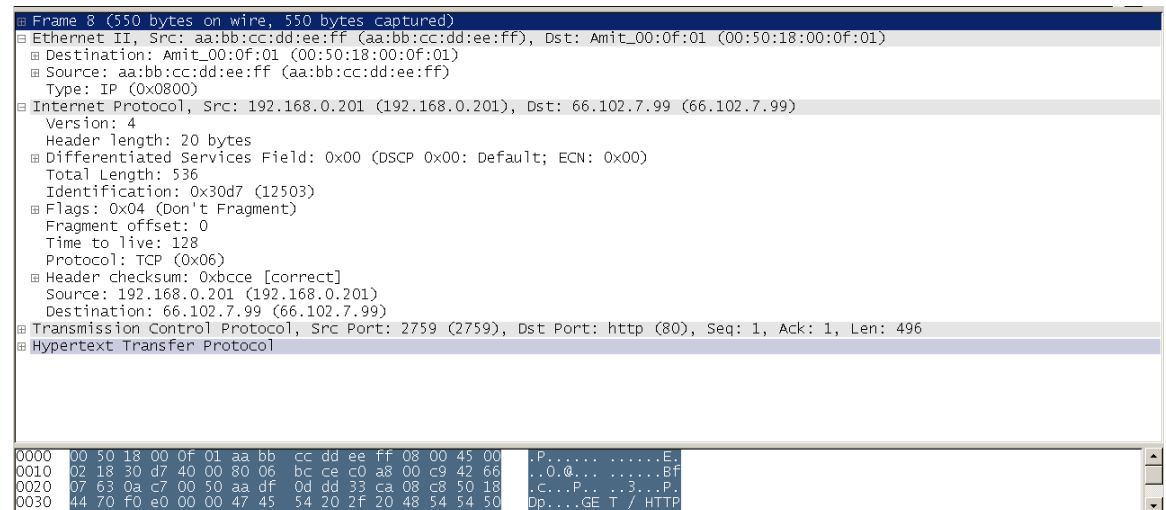 Frame 8 (550 bytes on wire, 550 bytes captured)
Ethernet II, Src: aa:bb:cc:dd:ee:ff (aa:bb:cc:dd:ee:ff), Dst: Amit_00:0f:01 (00:50:18:00:0f:01)
Destination: Amit_00:0f:01 (00:50:18:00:0f:01)
Source: aa:bb:cc:dd:ee:ff (aa:bb:cc:dd:ee:ff)
Type: IP (0x0800)
Internet Protocol, Src: 192.168.0.201 (192.168.0.201), Dst: 66.102.7.99 (66.102.7.99)
Version: 4
Header length: 20 bytes
Differentiated Services Field: 0x00 (DSCP 0x00: Default; ECN: 0x00)
Total Length: 536
Identification: 0x30d7 (12503)
Flags: 0x04 (Don't Fragment)
Fragment offset: 0
Time to live: 128
Protocol: TCP (0x06)
Header checksum: 0xbcce [correct]
Source: 192.168.0.201 (192.168.0.201)
Destination: 66.102.7.99 (66.102.7.99)
Transmission Control Protocol, Src Port: 2759 (2759), Dst Port: http (80), Seq: 1, Ack: 1, Len: 496
Hypertext Transfer Protocol
0000 00 50 18 00 0f 01 aa bb cc dd ee ff 08 00 45 00 .P...... ......E.
0010 02 18 30 d7 40 00 80 06 bc ce c0 a8 00 c9 42 66 ..0.@... ......Bf
0020 07 63 0a c7 00 50 aa df 0d dd 33 ca 08 c8 50 18 .c...P.. ..3...P.
0030 44 70 f0 e0 00 00 47 45 54 20 2f 20 48 54 54 50 Dp....GE T / HTTP